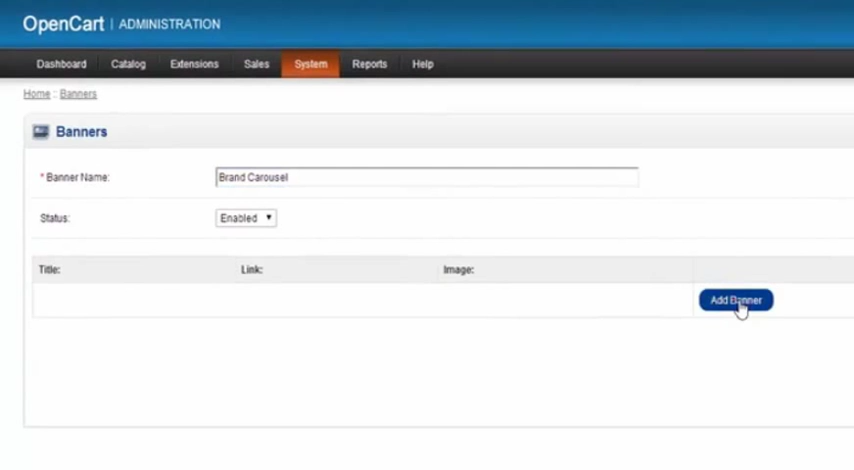 OpenCart | ADMINISTRATION
Dashboard Catalog Extensions Sales System Reports Help
Home :: Banners
Banners
* Banner Name: Brand Carousel
Status: Enabled
Title: Link: Image:
Add Banner